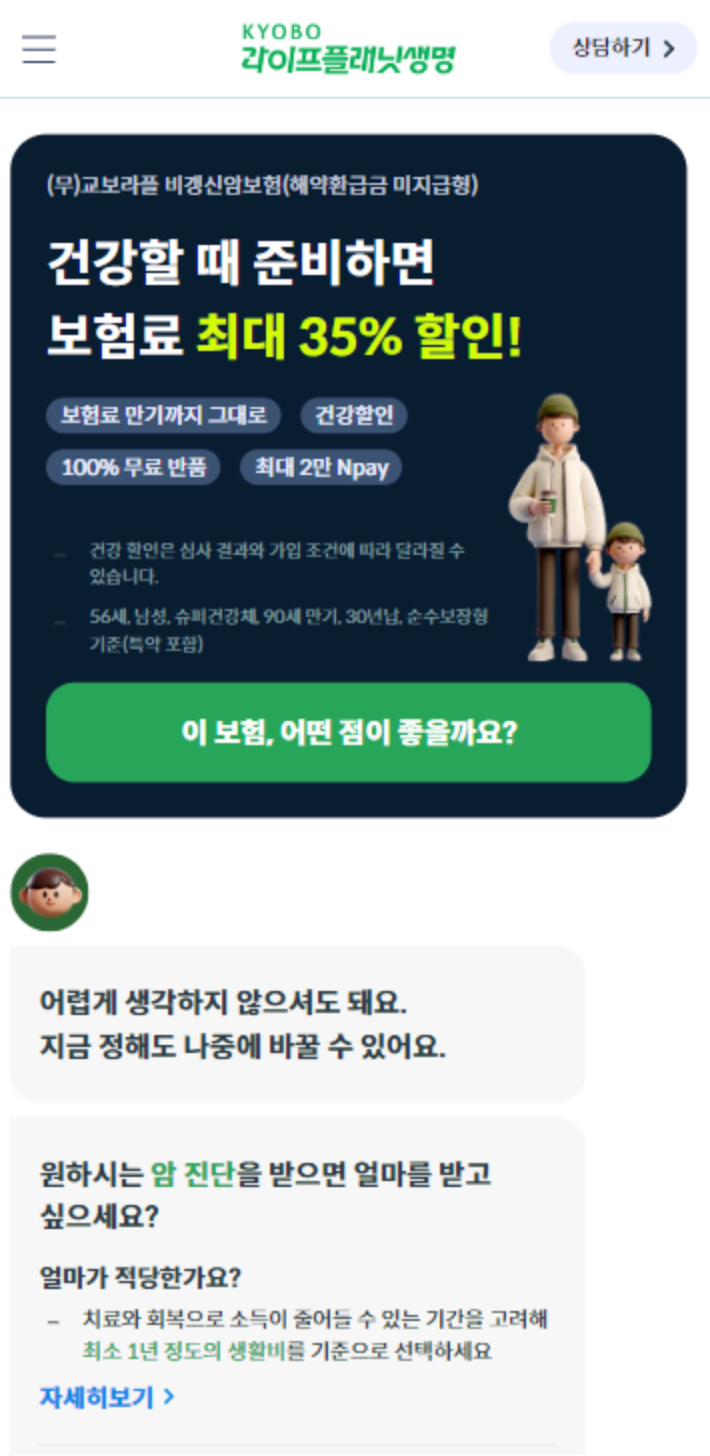 KYOBO
라이프플래닛생명
상담하기
(무)교보라플 비갱신암보험(해약환급금 미지급형)
건강할 때 준비하면
보험료 최대 35% 할인!
보험료 만기까지 그대로 건강할인
100% 무료 반품 최대 2만 Npay
– 건강 할인은 심사 결과와 가입 조건에 따라 달라질 수
있습니다.
– 56세, 남성, 슈퍼건강체, 90세 만기, 30년납, 순수보장형
기준(특약 포함)
이 보험, 어떤 점이 좋을까요?
어렵게 생각하지 않으셔도 돼요.
지금 정해도 나중에 바꿀 수 있어요.
원하시는 암 진단을 받으면 얼마를 받고
싶으세요?
얼마가 적당한가요?
– 치료와 회복으로 소득이 줄어들 수 있는 기간을 고려해
최소 1년 정도의 생활비를 기준으로 선택하세요
자세히보기